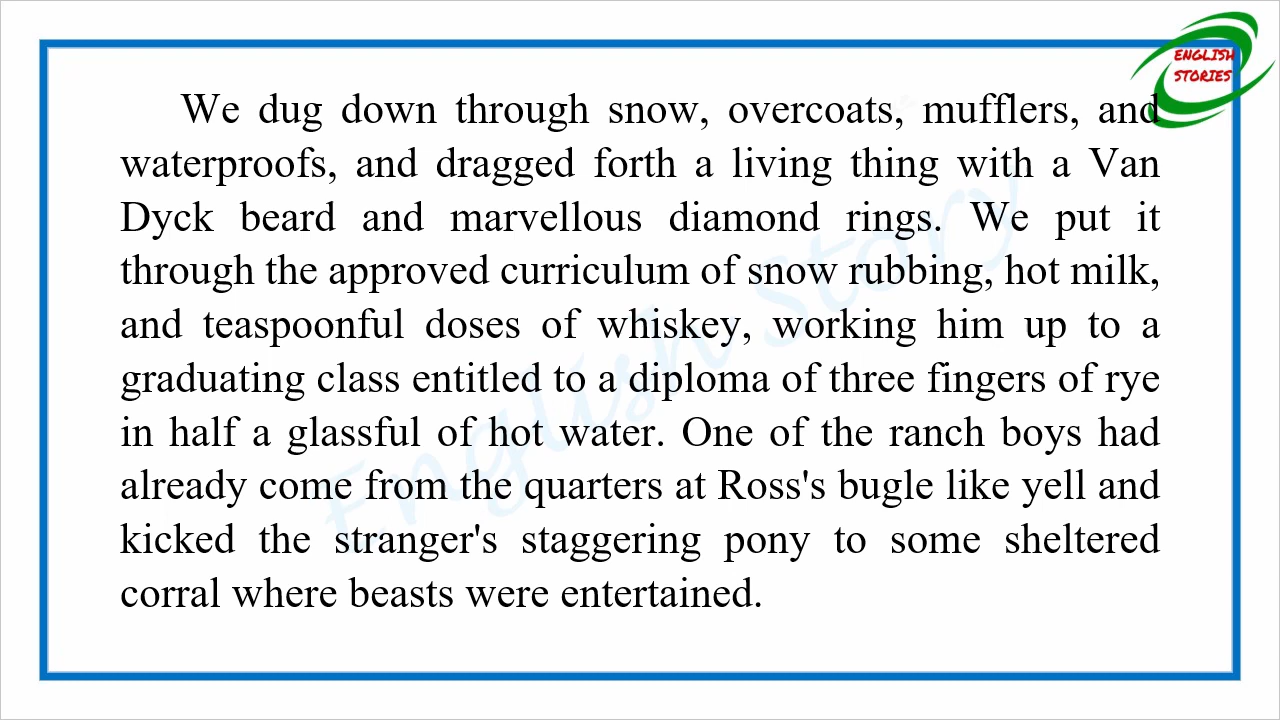 ENGLISH
STORIES
We dug down through snow, overcoats, mufflers, and
waterproofs, and dragged forth a living thing with a Van
Dyck beard and marvellous diamond rings. We put it
through the approved curriculum of snow rubbing, hot milk,
and teaspoonful doses of whiskey, working him up to a
graduating class entitled to a diploma of three fingers of rye
in half a glassful of hot water. One of the ranch boys had
already come from the quarters at Ross's bugle like yell and
kicked the stranger's staggering pony to some sheltered
corral where beasts were entertained.
English Story